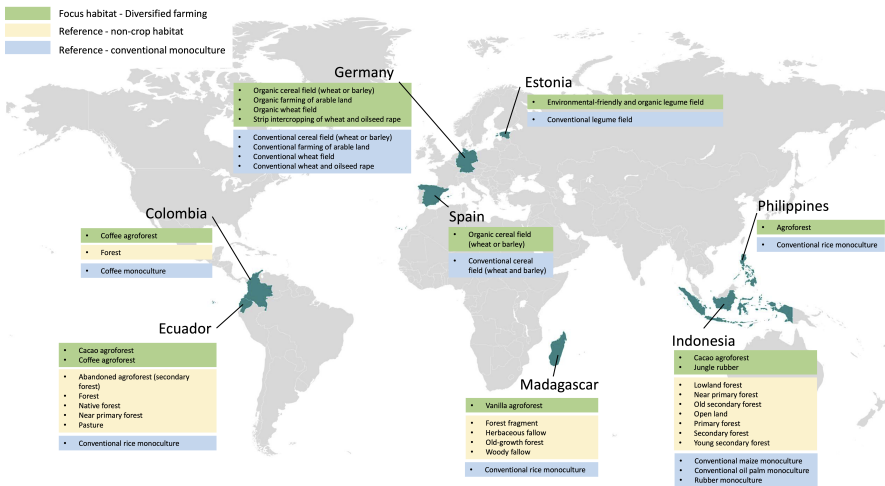 Focus habitat - Diversified farming
Reference - non-crop habitat
Reference - conventional monoculture
Germany
• Organic cereal field (wheat or barley)
• Organic farming of arable land
• Organic wheat field
• Strip intercropping of wheat and oilseed rape
• Conventional cereal field (wheat or barley)
• Conventional farming of arable land
• Conventional wheat field
• Conventional wheat and oilseed rape
Estonia
• Environmental-friendly and organic legume field
• Conventional legume field
Colombia
• Coffee agroforest
• Forest
• Coffee monoculture
Spain
• Organic cereal field
(wheat or barley)
• Conventional cereal
field (wheat and barley)
Philippines
• Agroforest
• Conventional rice monoculture
Ecuador
• Cacao agroforest
• Coffee agroforest
• Abandoned agroforest (secondary
forest)
• Forest
• Native forest
• Near primary forest
• Pasture
• Conventional rice monoculture
Madagascar
• Vanilla agroforest
• Forest fragment
• Herbaceous fallow
• Old-growth forest
• Woody fallow
• Conventional rice monoculture
Indonesia
• Cacao agroforest
• Jungle rubber
• Lowland forest
• Near primary forest
• Old secondary forest
• Open land
• Primary forest
• Secondary forest
• Young secondary forest
• Conventional maize monoculture
• Conventional oil palm monoculture
• Rubber monoculture